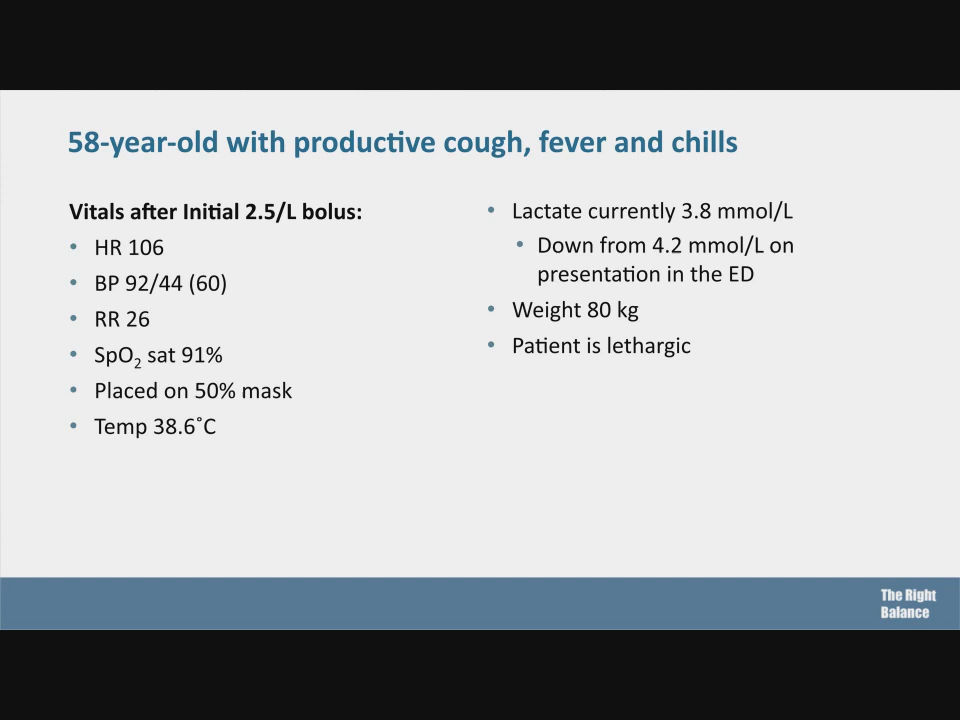 58-year-old with productive cough, fever and chills
Vitals after Initial 2.5/L bolus:
• HR 106
• BP 92/44 (60)
• RR 26
• SpO₂ sat 91%
• Placed on 50% mask
• Temp 38.6˚C
• Lactate currently 3.8 mmol/L
• Down from 4.2 mmol/L on
presentation in the ED
• Weight 80 kg
• Patient is lethargic
The Right
Balance